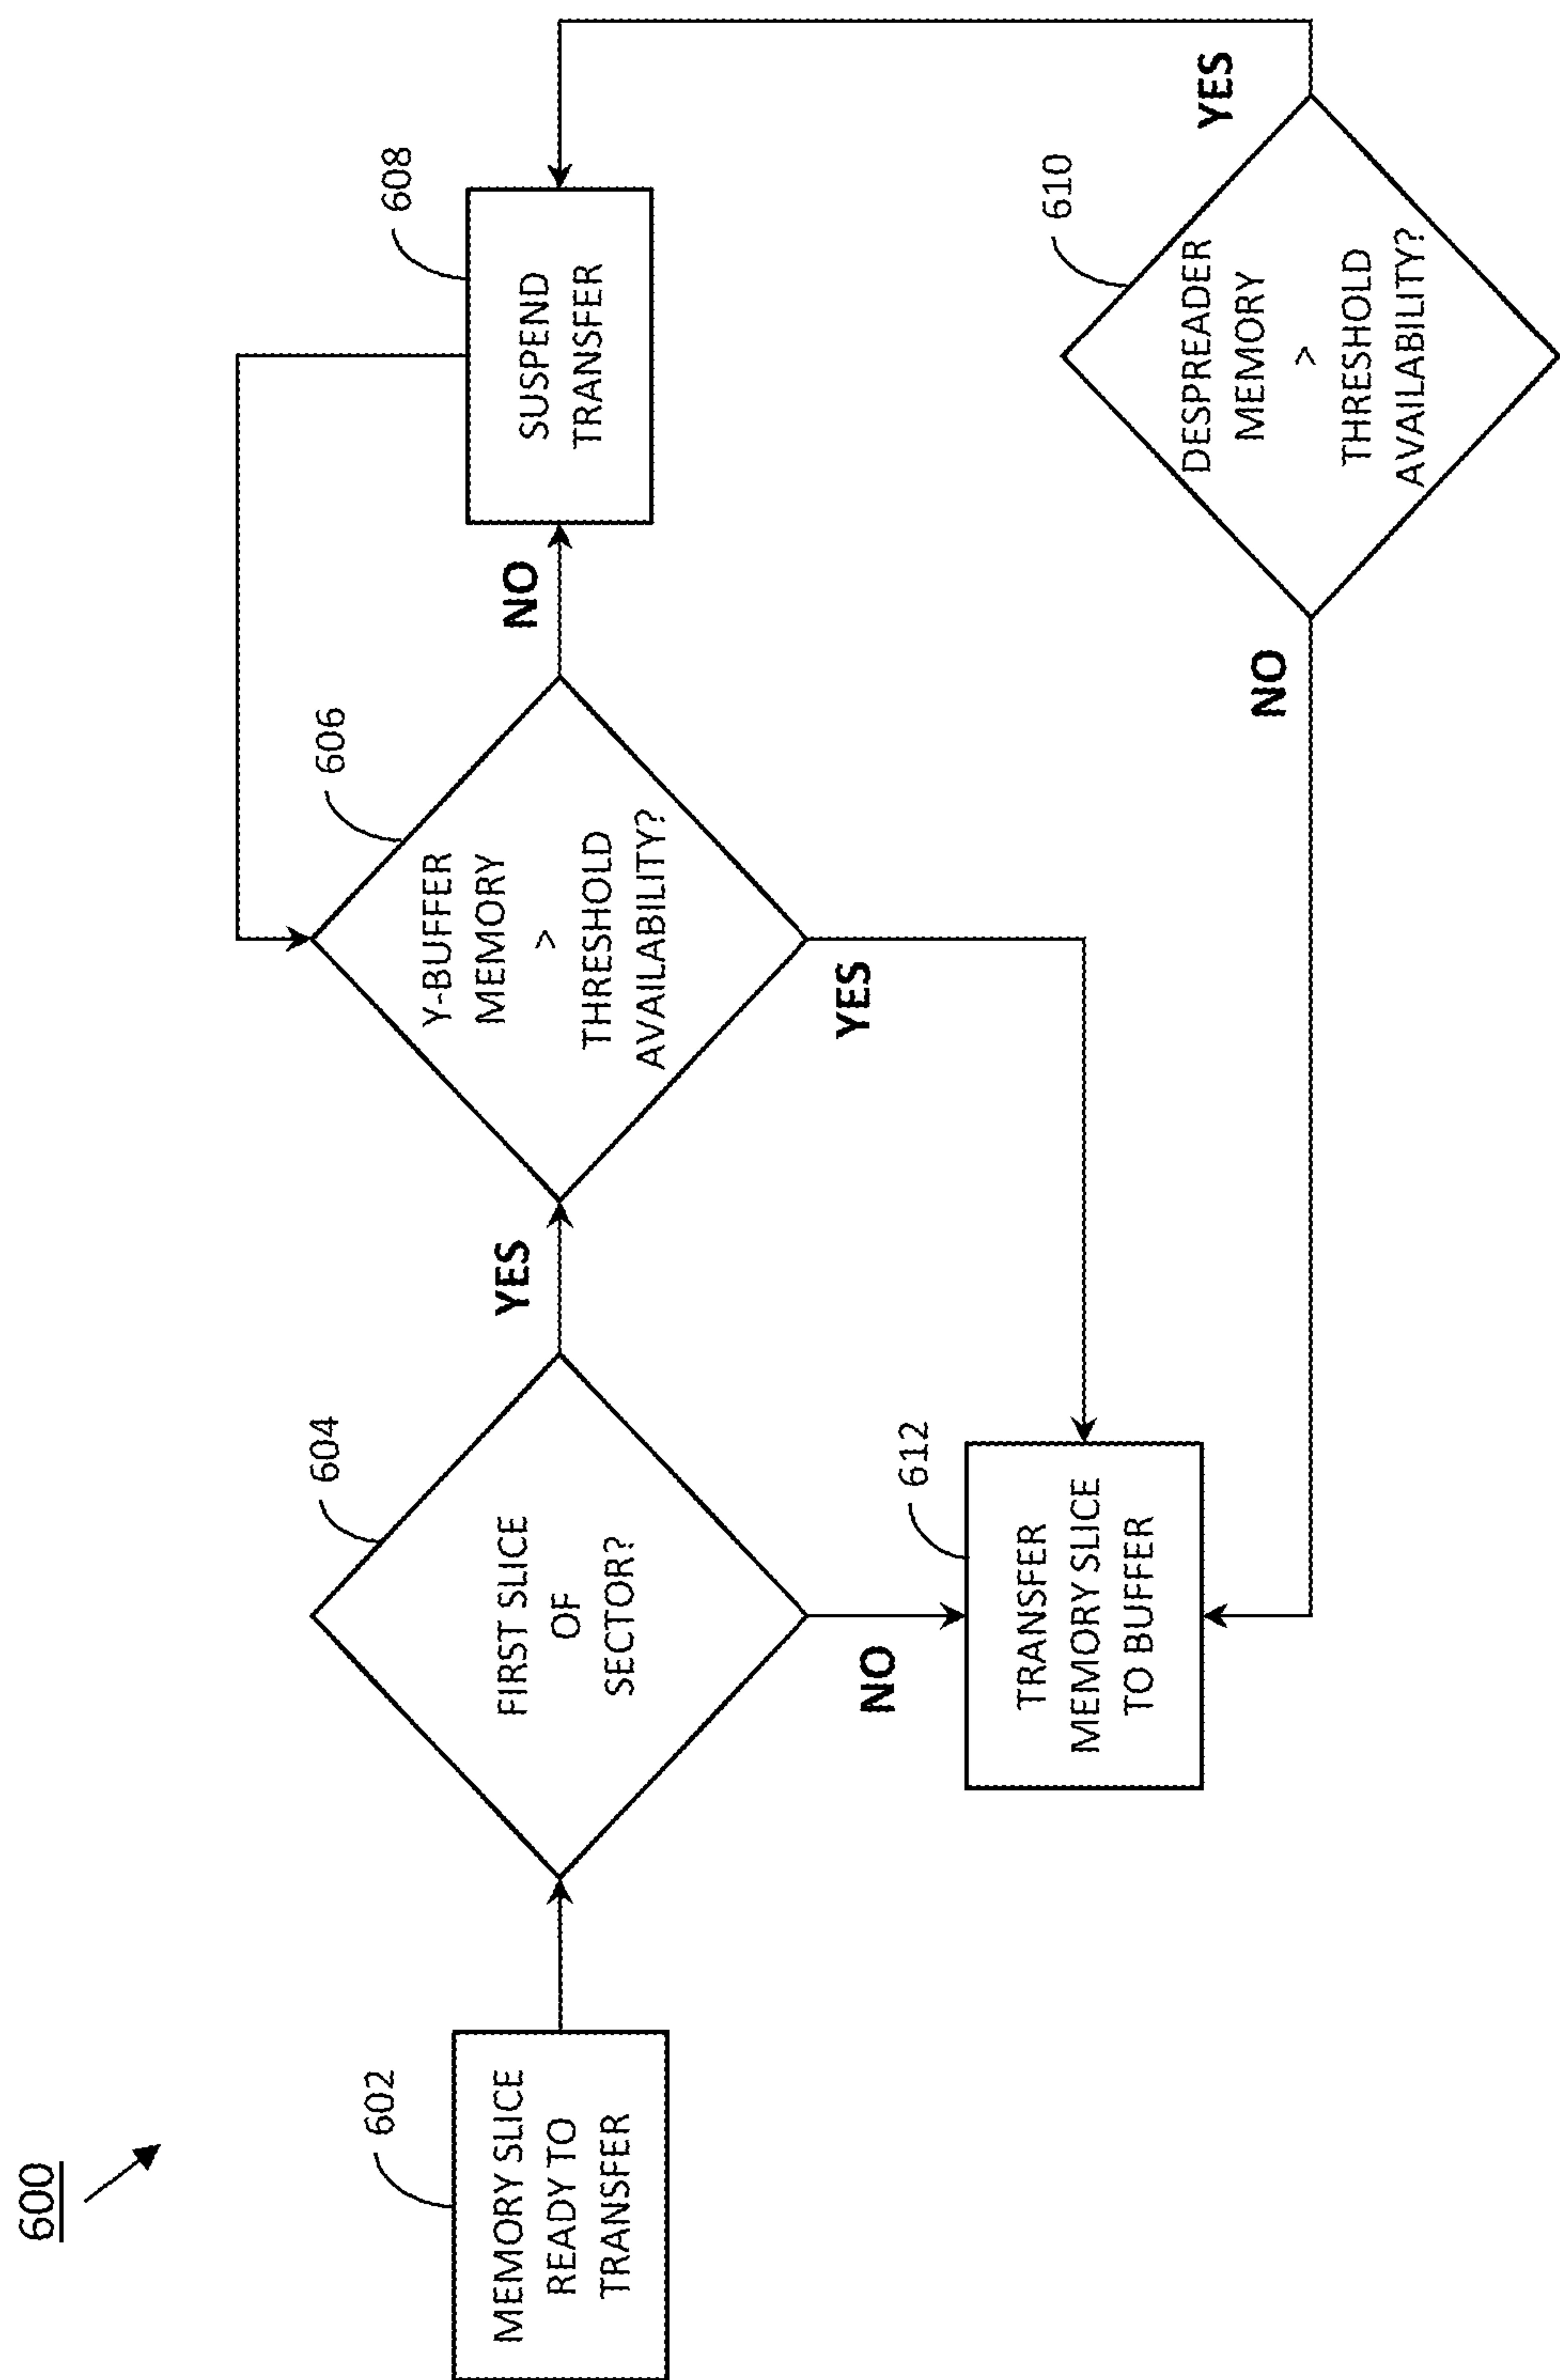 600
602
MEMORY SLICE
READY TO
TRANSFER
604
FIRST SLICE
OF
SECTOR?
YES
NO
606
Y-BUFFER
MEMORY
>
THRESHOLD
AVAILABILITY?
NO
YES
608
SUSPEND
TRANSFER
612
TRANSFER
MEMORY SLICE
TO BUFFER
610
DESPREADER
MEMORY
>
THRESHOLD
AVAILABILITY?
NO
YES